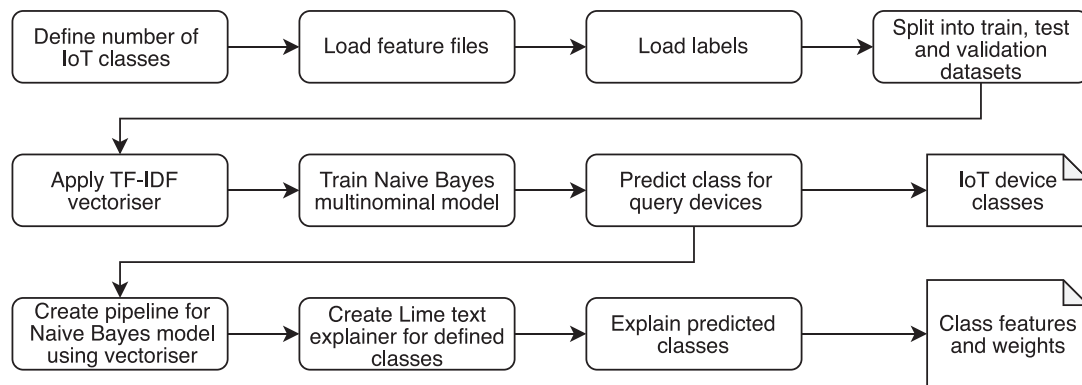 Define number of
IoT classes
Load feature files
Load labels
Split into train, test
and validation
datasets
Apply TF-IDF
vectoriser
Train Naive Bayes
multinominal model
Predict class for
query devices
IoT device
classes
Create pipeline for
Naive Bayes model
using vectoriser
Create Lime text
explainer for defined
classes
Explain predicted
classes
Class features
and weights